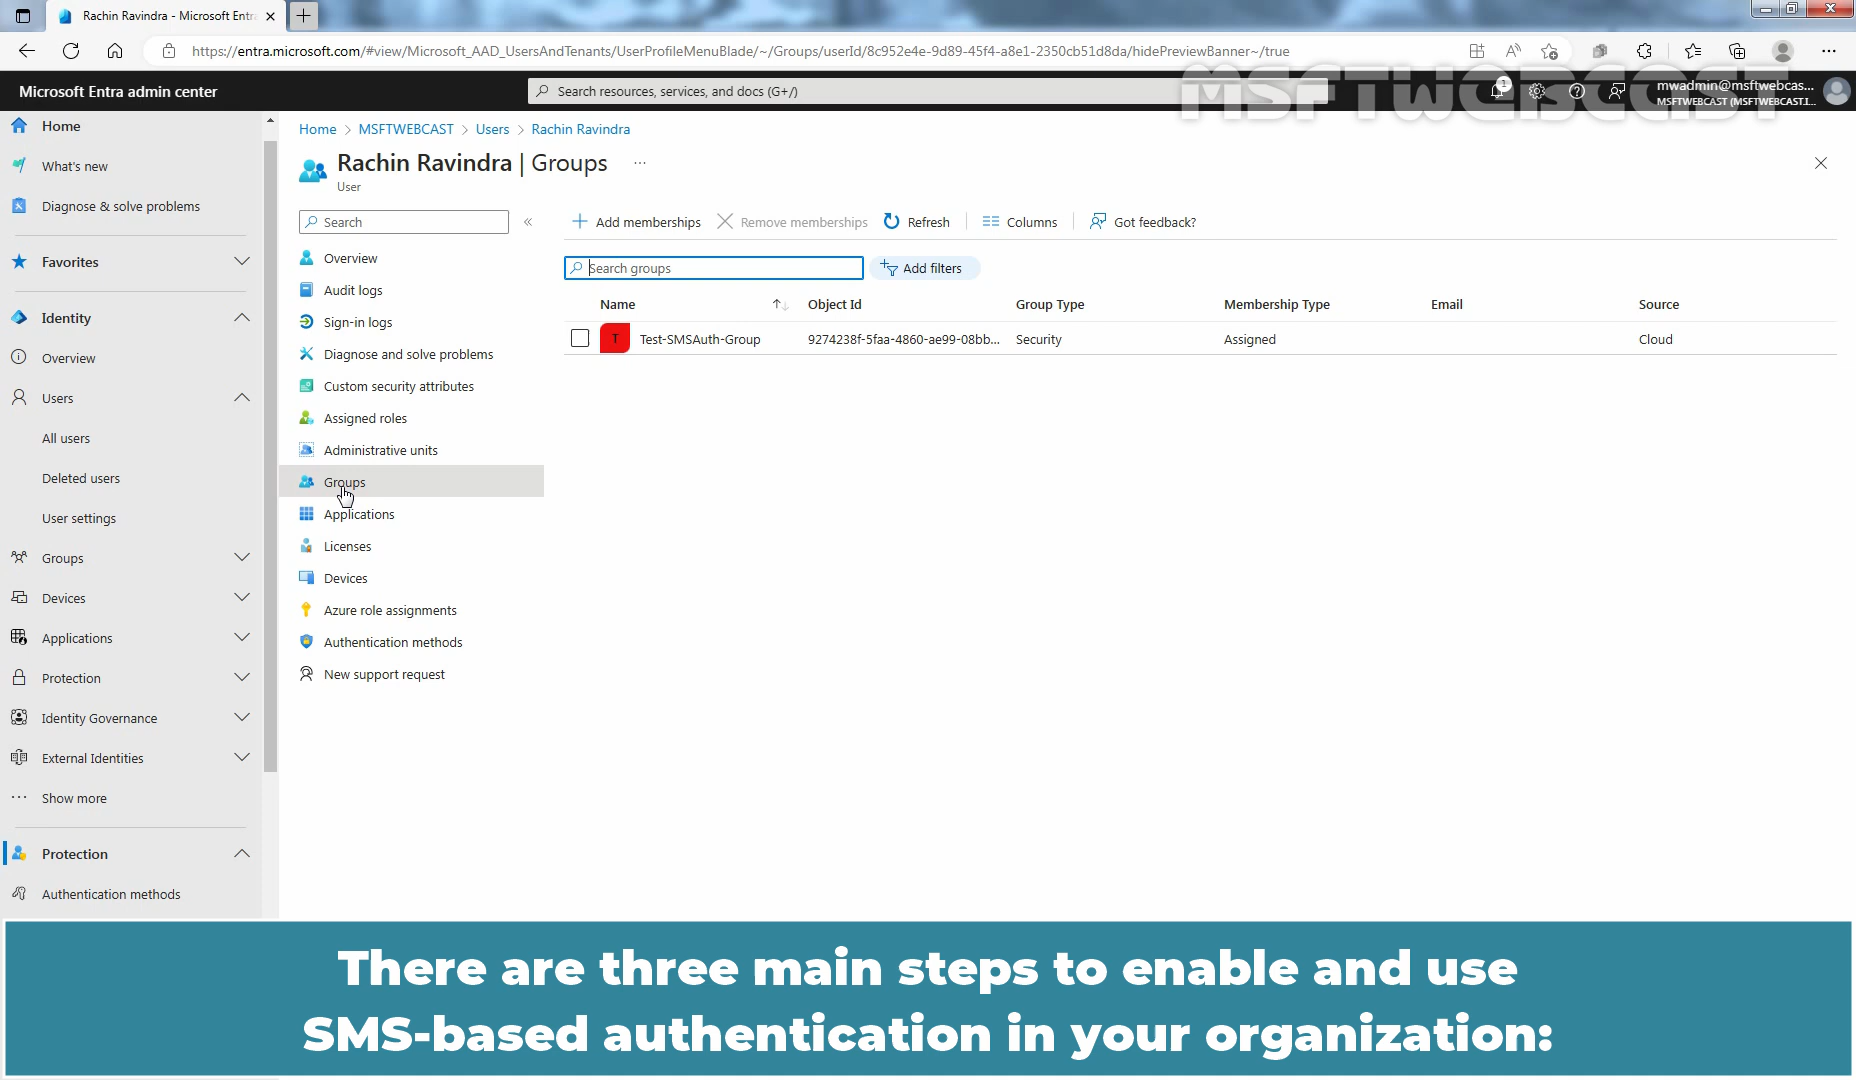 Rachin Ravindra - Microsoft Entra
https://entra.microsoft.com/#view/Microsoft_AAD_UsersAndTenants/UserProfileMenuBlade/~/Groups/userId/8c952e4e-9d89-45f4-a8e1-2350cb51d8da/hidePreviewBanner~/true
MSFTWEBCAST
Microsoft Entra admin center
Search resources, services, and docs (G+/)
1
mwadmin@msftwebcas...
MSFTWEBCAST (MSFTWEBCAST.I...
Home
What's new
Diagnose & solve problems
Favorites
Identity
Overview
Users
All users
Deleted users
User settings
Groups
Devices
Applications
Protection
Identity Governance
External Identities
Show more
Protection
Authentication methods
Home > MSFTWEBCAST > Users > Rachin Ravindra
Rachin Ravindra | Groups ...
User
Search
Overview
Audit logs
Sign-in logs
Diagnose and solve problems
Custom security attributes
Assigned roles
Administrative units
Groups
Applications
Licenses
Devices
Azure role assignments
Authentication methods
New support request
Add memberships Remove memberships Refresh Columns Got feedback?
Search groups Add filters
Name Object Id Group Type Membership Type Email Source
T Test-SMSAuth-Group 9274238f-5faa-4860-ae99-08bb... Security Assigned Cloud
There are three main steps to enable and use
SMS-based authentication in your organization: